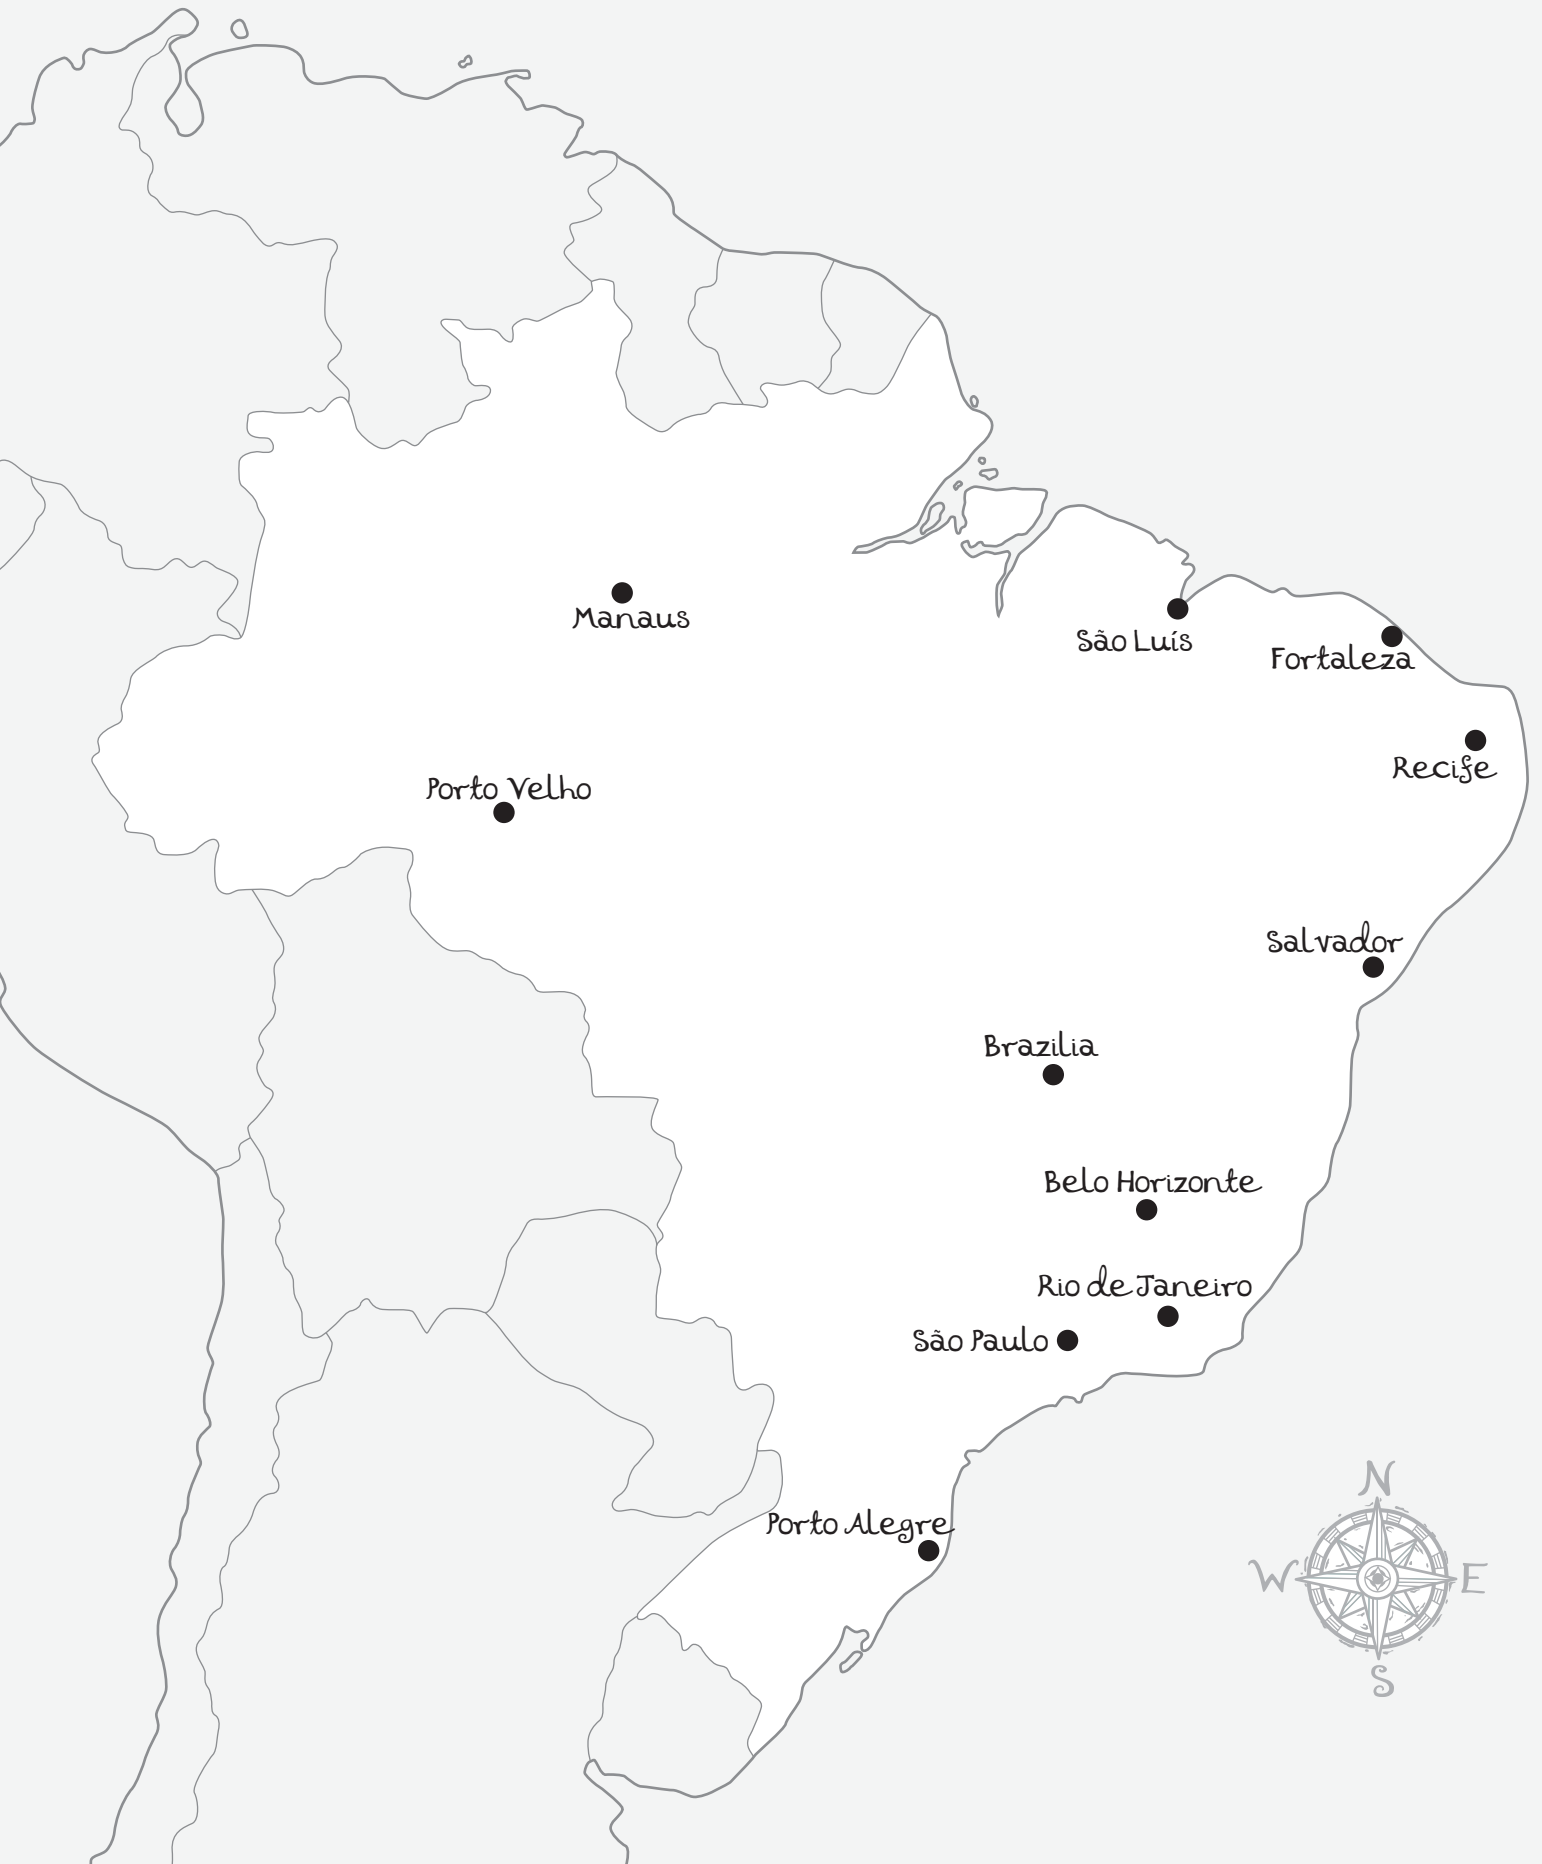 Manaus
São Luís
Fortaleza
Recife
Porto Velho
Salvador
Brazilia
Belo Horizonte
Rio de Janeiro
São Paulo
Porto Alegre
N
W
E
S